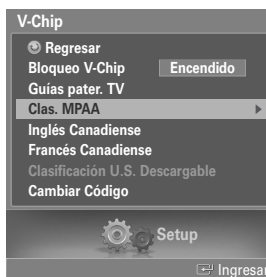 V-Chip
Regresar
Bloqueo V-Chip Encendido
Guías pater. TV
Clas. MPAA
Inglés Canadiense
Francés Canadiense
Clasificación U.S. Descargable
Cambiar Código
Setup
Ingresar